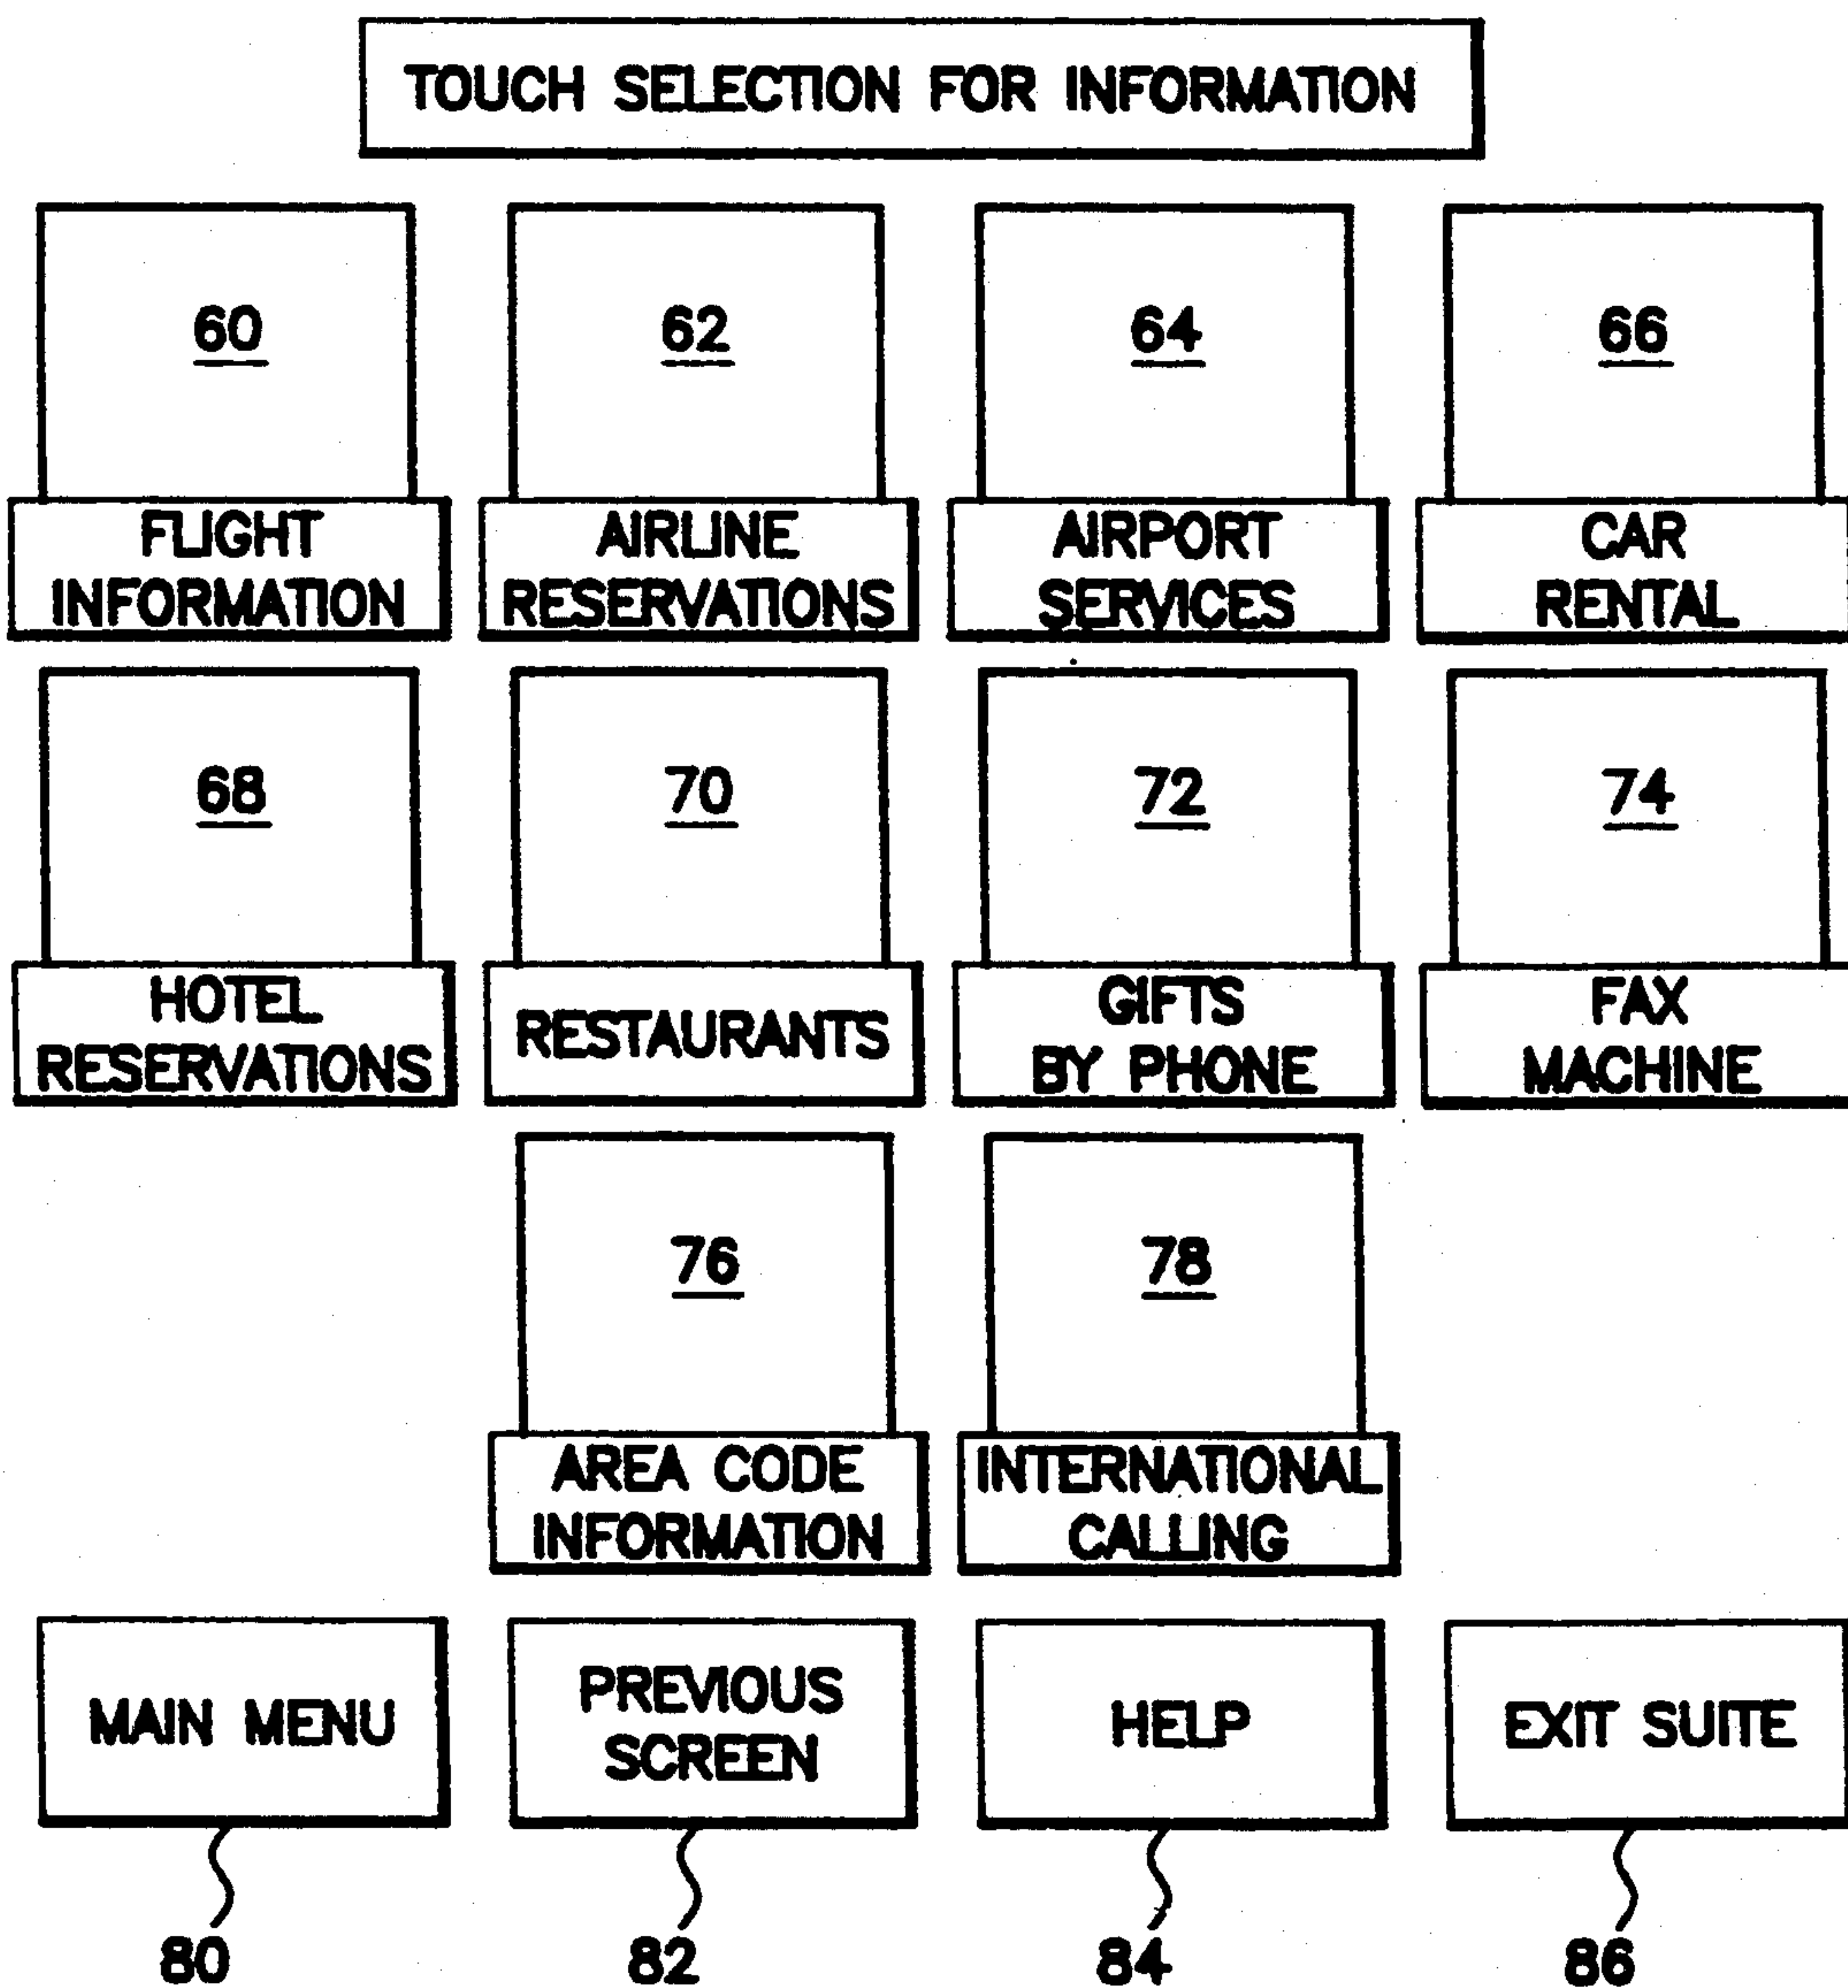 TOUCH SELECTION FOR INFORMATION
60
62
64
66
FLIGHT
INFORMATION
AIRLINE
RESERVATIONS
AIRPORT
SERVICES
CAR
RENTAL
68
70
72
74
HOTEL
RESERVATIONS
RESTAURANTS
GIFTS
BY PHONE
FAX
MACHINE
76
78
AREA CODE
INFORMATION
INTERNATIONAL
CALLING
MAIN MENU
PREVIOUS
SCREEN
HELP
EXIT SUITE
80
82
84
86